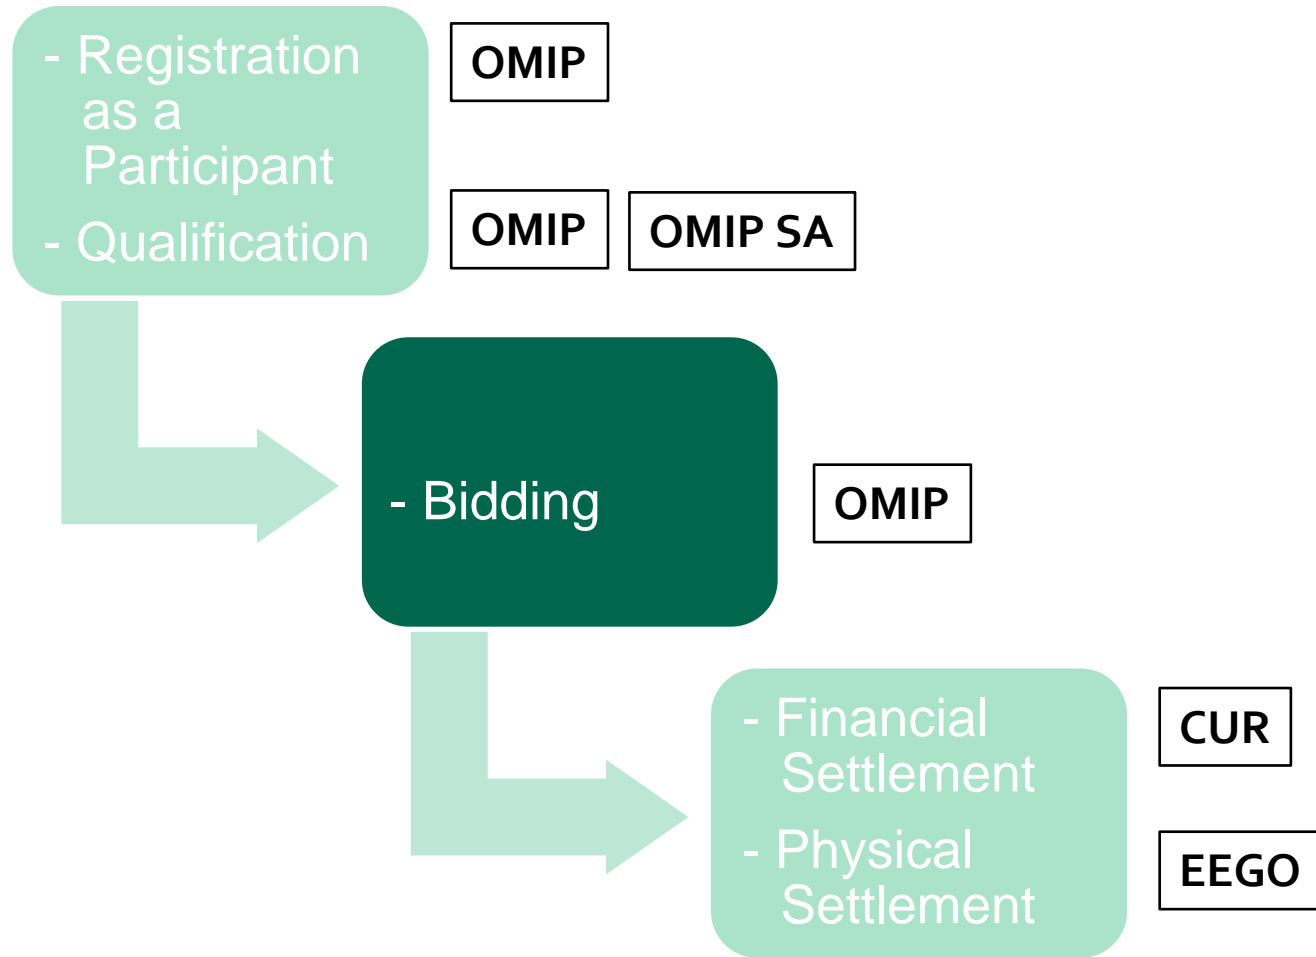 - Registration
as a
Participant
- Qualification
OMIP
OMIP
OMIP SA
- Bidding
OMIP
- Financial
Settlement
- Physical
Settlement
CUR
EEGO